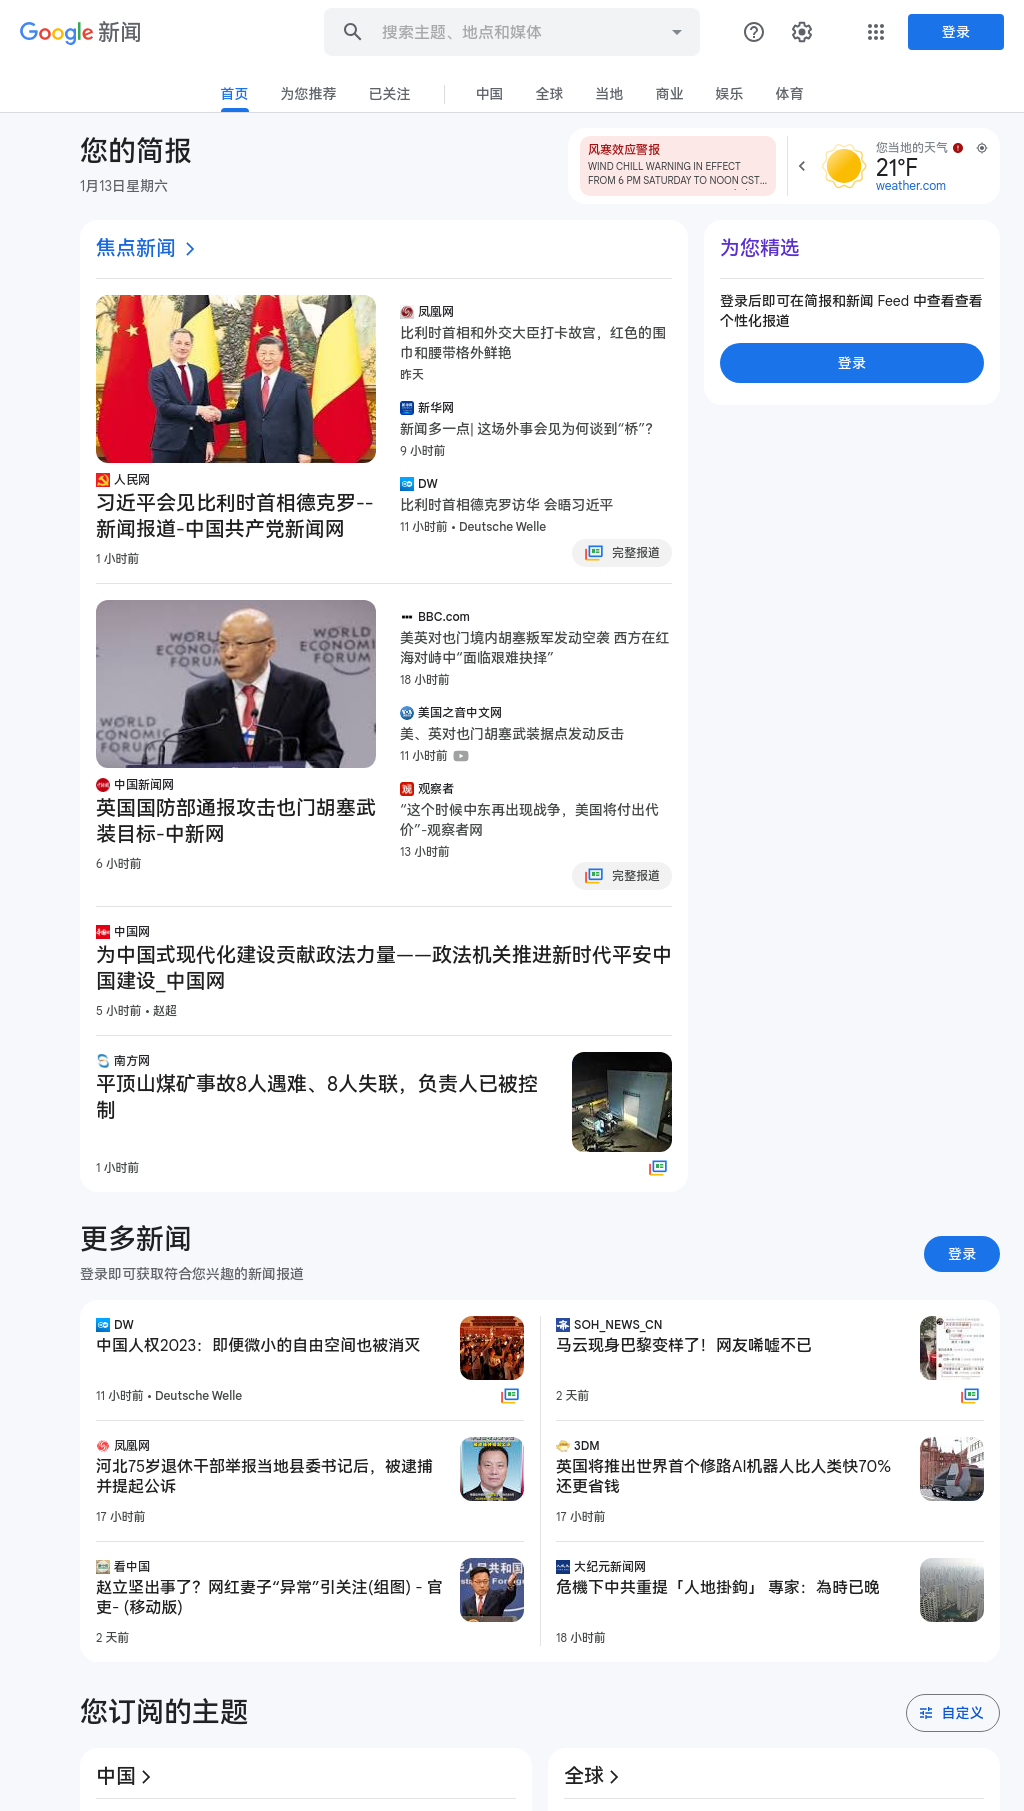 Google 新闻
搜索主题、地点和媒体
登录
首页 为您推荐 已关注 中国 全球 当地 商业 娱乐 体育
您的简报
1月13日星期六
风寒效应警报
WIND CHILL WARNING IN EFFECT
FROM 6 PM SATURDAY TO NOON CST...
您当地的天气
21°F
weather.com
焦点新闻
人民网
习近平会见比利时首相德克罗--
新闻报道-中国共产党新闻网
1 小时前
凤凰网
比利时首相和外交大臣打卡故宫，红色的围
巾和腰带格外鲜艳
昨天
新华网
新闻多一点| 这场外事会见为何谈到“桥”？
9 小时前
DW
比利时首相德克罗访华 会晤习近平
11 小时前 • Deutsche Welle
完整报道
为您精选
登录后即可在简报和新闻 Feed 中查看查看
个性化报道
登录
WORLD
ECONOMIC
FORUM
WORLD
ECONOMIC
FORUM
WORLD
ECONOMIC
FORUM
中国新闻网
英国国防部通报攻击也门胡塞武
装目标-中新网
6 小时前
BBC.com
美英对也门境内胡塞叛军发动空袭 西方在红
海对峙中“面临艰难抉择”
18 小时前
美国之音中文网
美、英对也门胡塞武装据点发动反击
11 小时前
观察者
“这个时候中东再出现战争，美国将付出代
价”-观察者网
13 小时前
完整报道
中国网
为中国式现代化建设贡献政法力量——政法机关推进新时代平安中
国建设_中国网
5 小时前 • 赵超
南方网
平顶山煤矿事故8人遇难、8人失联，负责人已被控
制
1 小时前
更多新闻
登录即可获取符合您兴趣的新闻报道
登录
DW
中国人权2023：即便微小的自由空间也被消灭
11 小时前 • Deutsche Welle
凤凰网
河北75岁退休干部举报当地县委书记后，被逮捕
并提起公诉
17 小时前
看中国
赵立坚出事了？网红妻子“异常”引关注(组图) - 官
吏- (移动版)
2 天前
SOH_NEWS_CN
马云现身巴黎变样了！网友唏嘘不已
2 天前
3DM
英国将推出世界首个修路AI机器人比人类快70%
还更省钱
17 小时前
大纪元新闻网
危機下中共重提「人地掛鉤」 專家：為時已晚
18 小时前
您订阅的主题
自定义
中国
全球